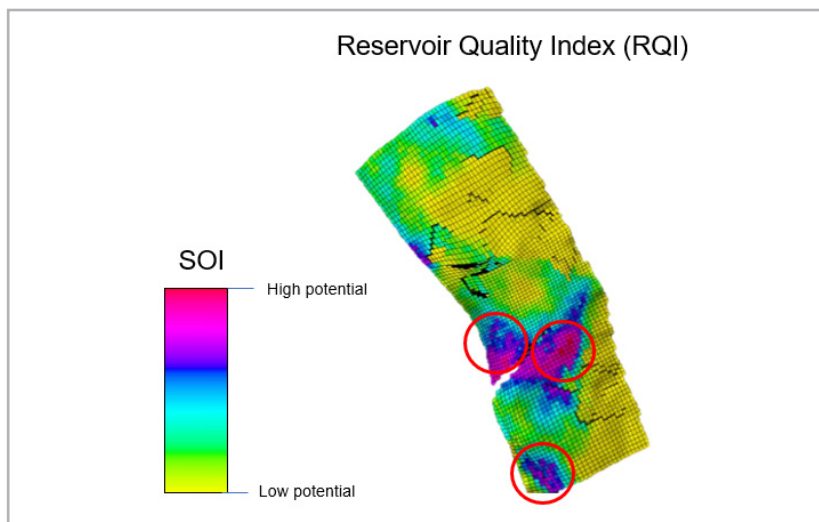 Reservoir Quality Index (RQI)
SOI
High potential
Low potential